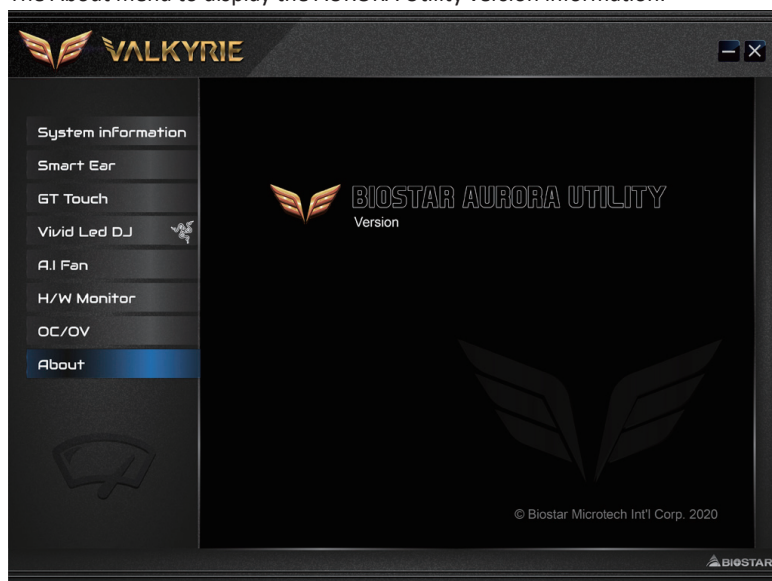 The About menu to display the AURORA Utility version information.
VALKYRIE
System information
Smart Ear
GT Touch
Vivid Led DJ
A.I Fan
H/W Monitor
OC/OV
About
BIOSTAR AURORA UTILITY
Version
© Biostar Microtech Int'l Corp. 2020
BIOSTAR